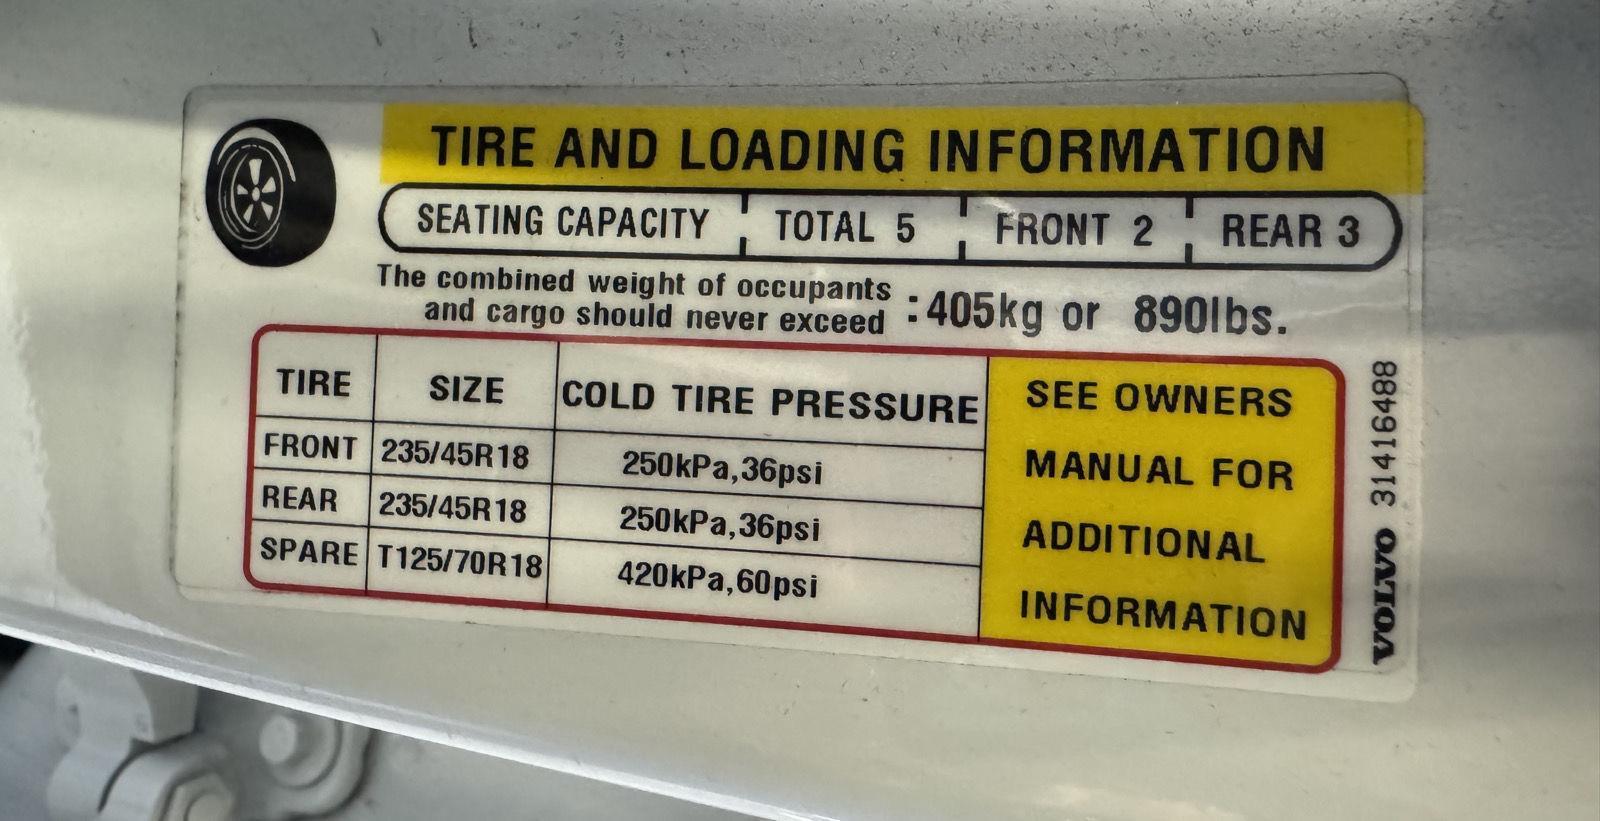 TIRE AND LOADING INFORMATION
SEATING CAPACITY TOTAL 5 FRONT 2 REAR 3
The combined weight of occupants
and cargo should never exceed :405kg or 890lbs.
TIRE SIZE COLD TIRE PRESSURE
FRONT 235/45R18 250kPa,36psi
REAR 235/45R18 250kPa,36psi
SPARE T125/70R18 420kPa,60psi
SEE OWNERS
MANUAL FOR
ADDITIONAL
INFORMATION
VOLVO 31416488